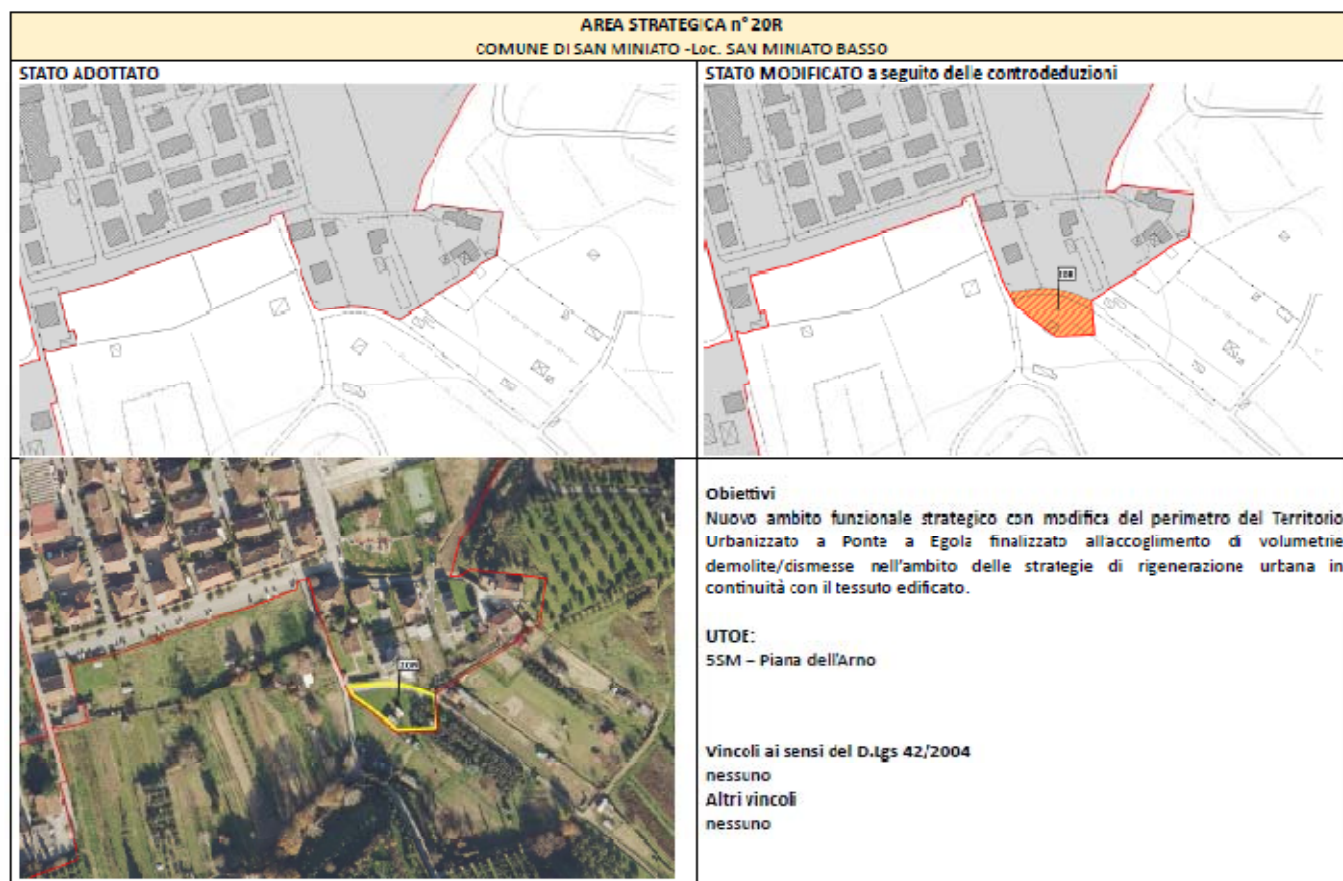 AREA STRATEGICA n° 20R
COMUNE DI SAN MINIATO -Loc. SAN MINIATO BASSO
STATO ADOTTATO
STATO MODIFICATO a seguito delle controdeduzioni
20R
20R
Obiettivi
Nuovo ambito funzionale strategico con modifica del perimetro del Territorio
Urbanizzato a Ponte a Egola finalizzato all'accoglimento di volumetrie
demolite/dismesse nell'ambito delle strategie di rigenerazione urbana in
continuità con il tessuto edificato.
UTOE:
5SM – Piana dell'Arno
Vincoli ai sensi del D.Lgs 42/2004
nessuno
Altri vincoli
nessuno